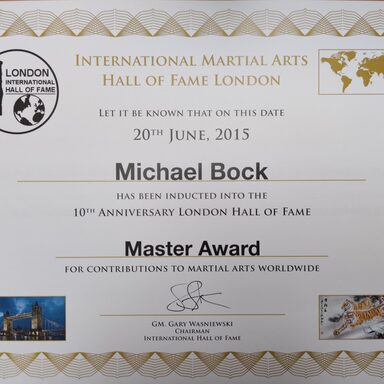 LONDON
INTERNATIONAL
HALL OF FAME
INTERNATIONAL MARTIAL ARTS
HALL OF FAME LONDON
LET IT BE KNOWN THAT ON THIS DATE
20TH JUNE, 2015
Michael Bock
HAS BEEN INDUCTED INTO THE
10TH ANNIVERSARY LONDON HALL OF FAME
Master Award
FOR CONTRIBUTIONS TO MARTIAL ARTS WORLDWIDE
GM. GARY WASNIEWSKI
CHAIRMAN
INTERNATIONAL HALL OF FAME